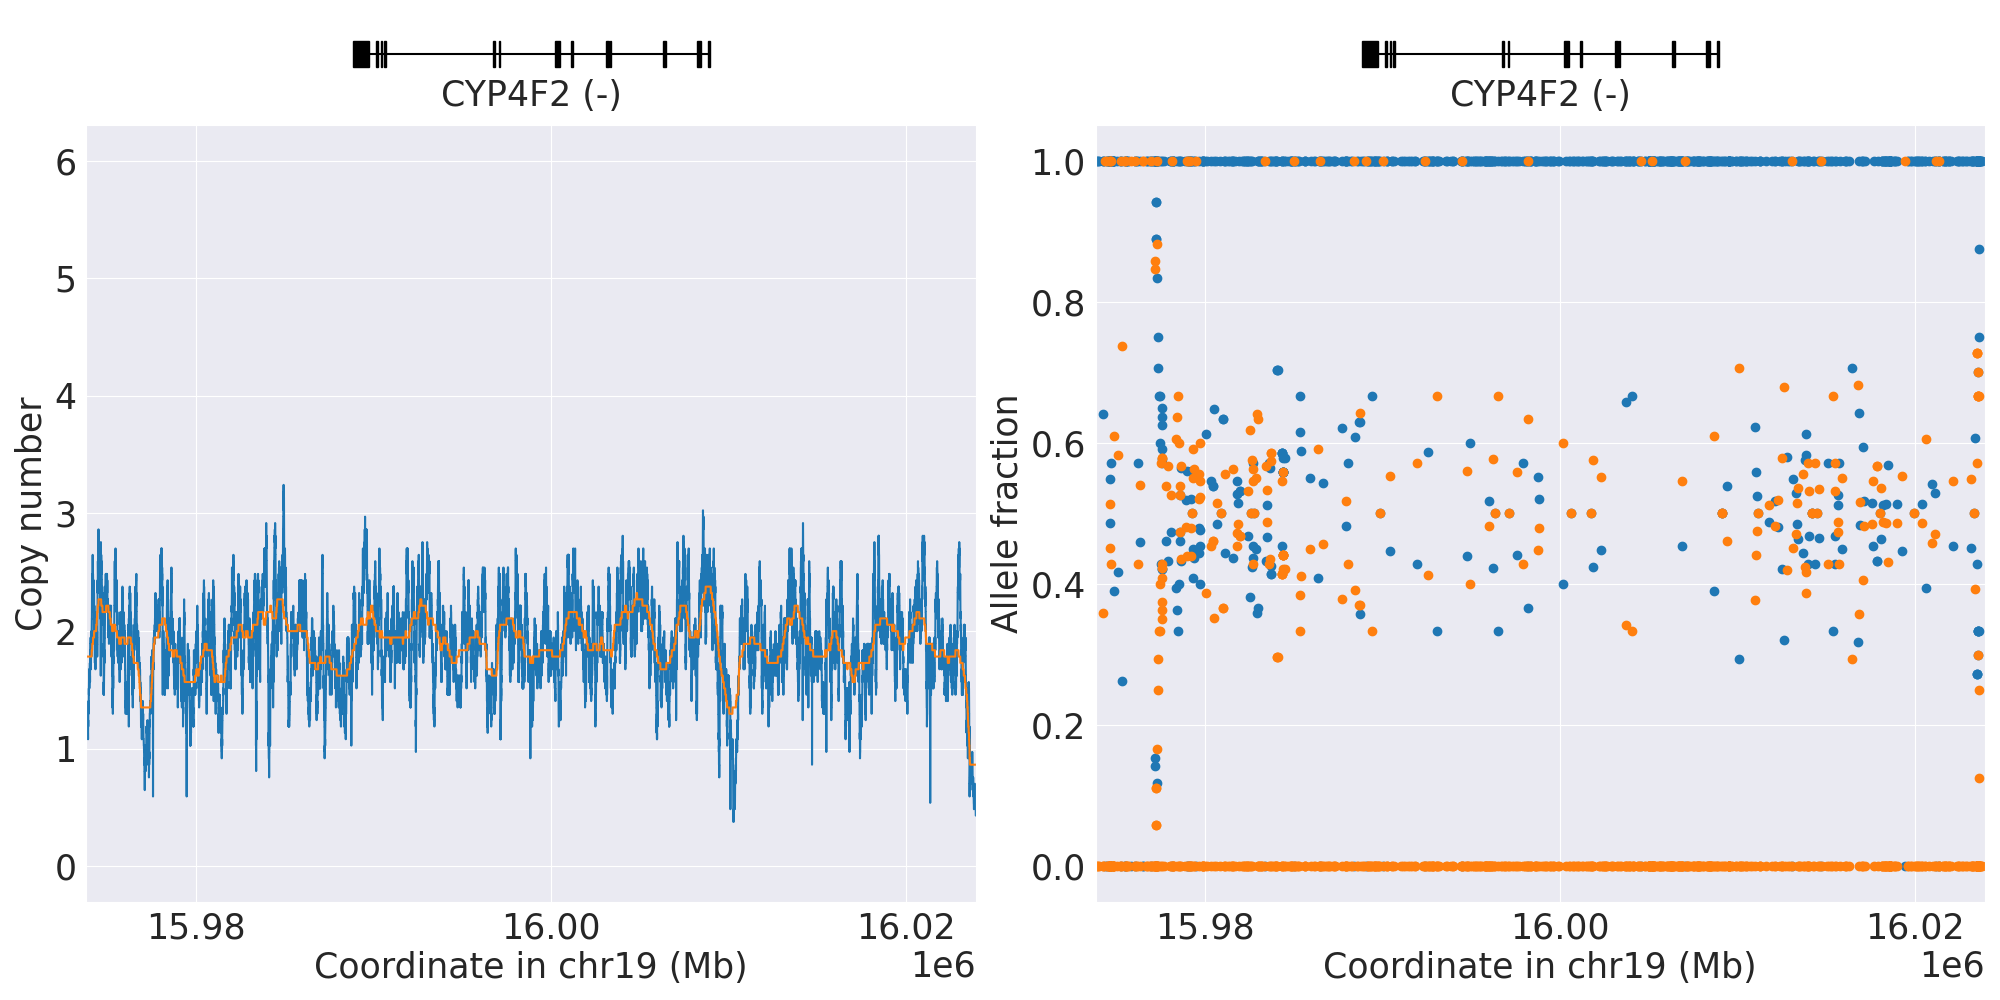 CYP4F2 (-)
6
5
4
3
2
1
0
Copy number
15.98
16.00
16.02
Coordinate in chr19 (Mb)
1e6
CYP4F2 (-)
1.0
0.8
0.6
0.4
0.2
0.0
Allele fraction
15.98
16.00
16.02
Coordinate in chr19 (Mb)
1e6